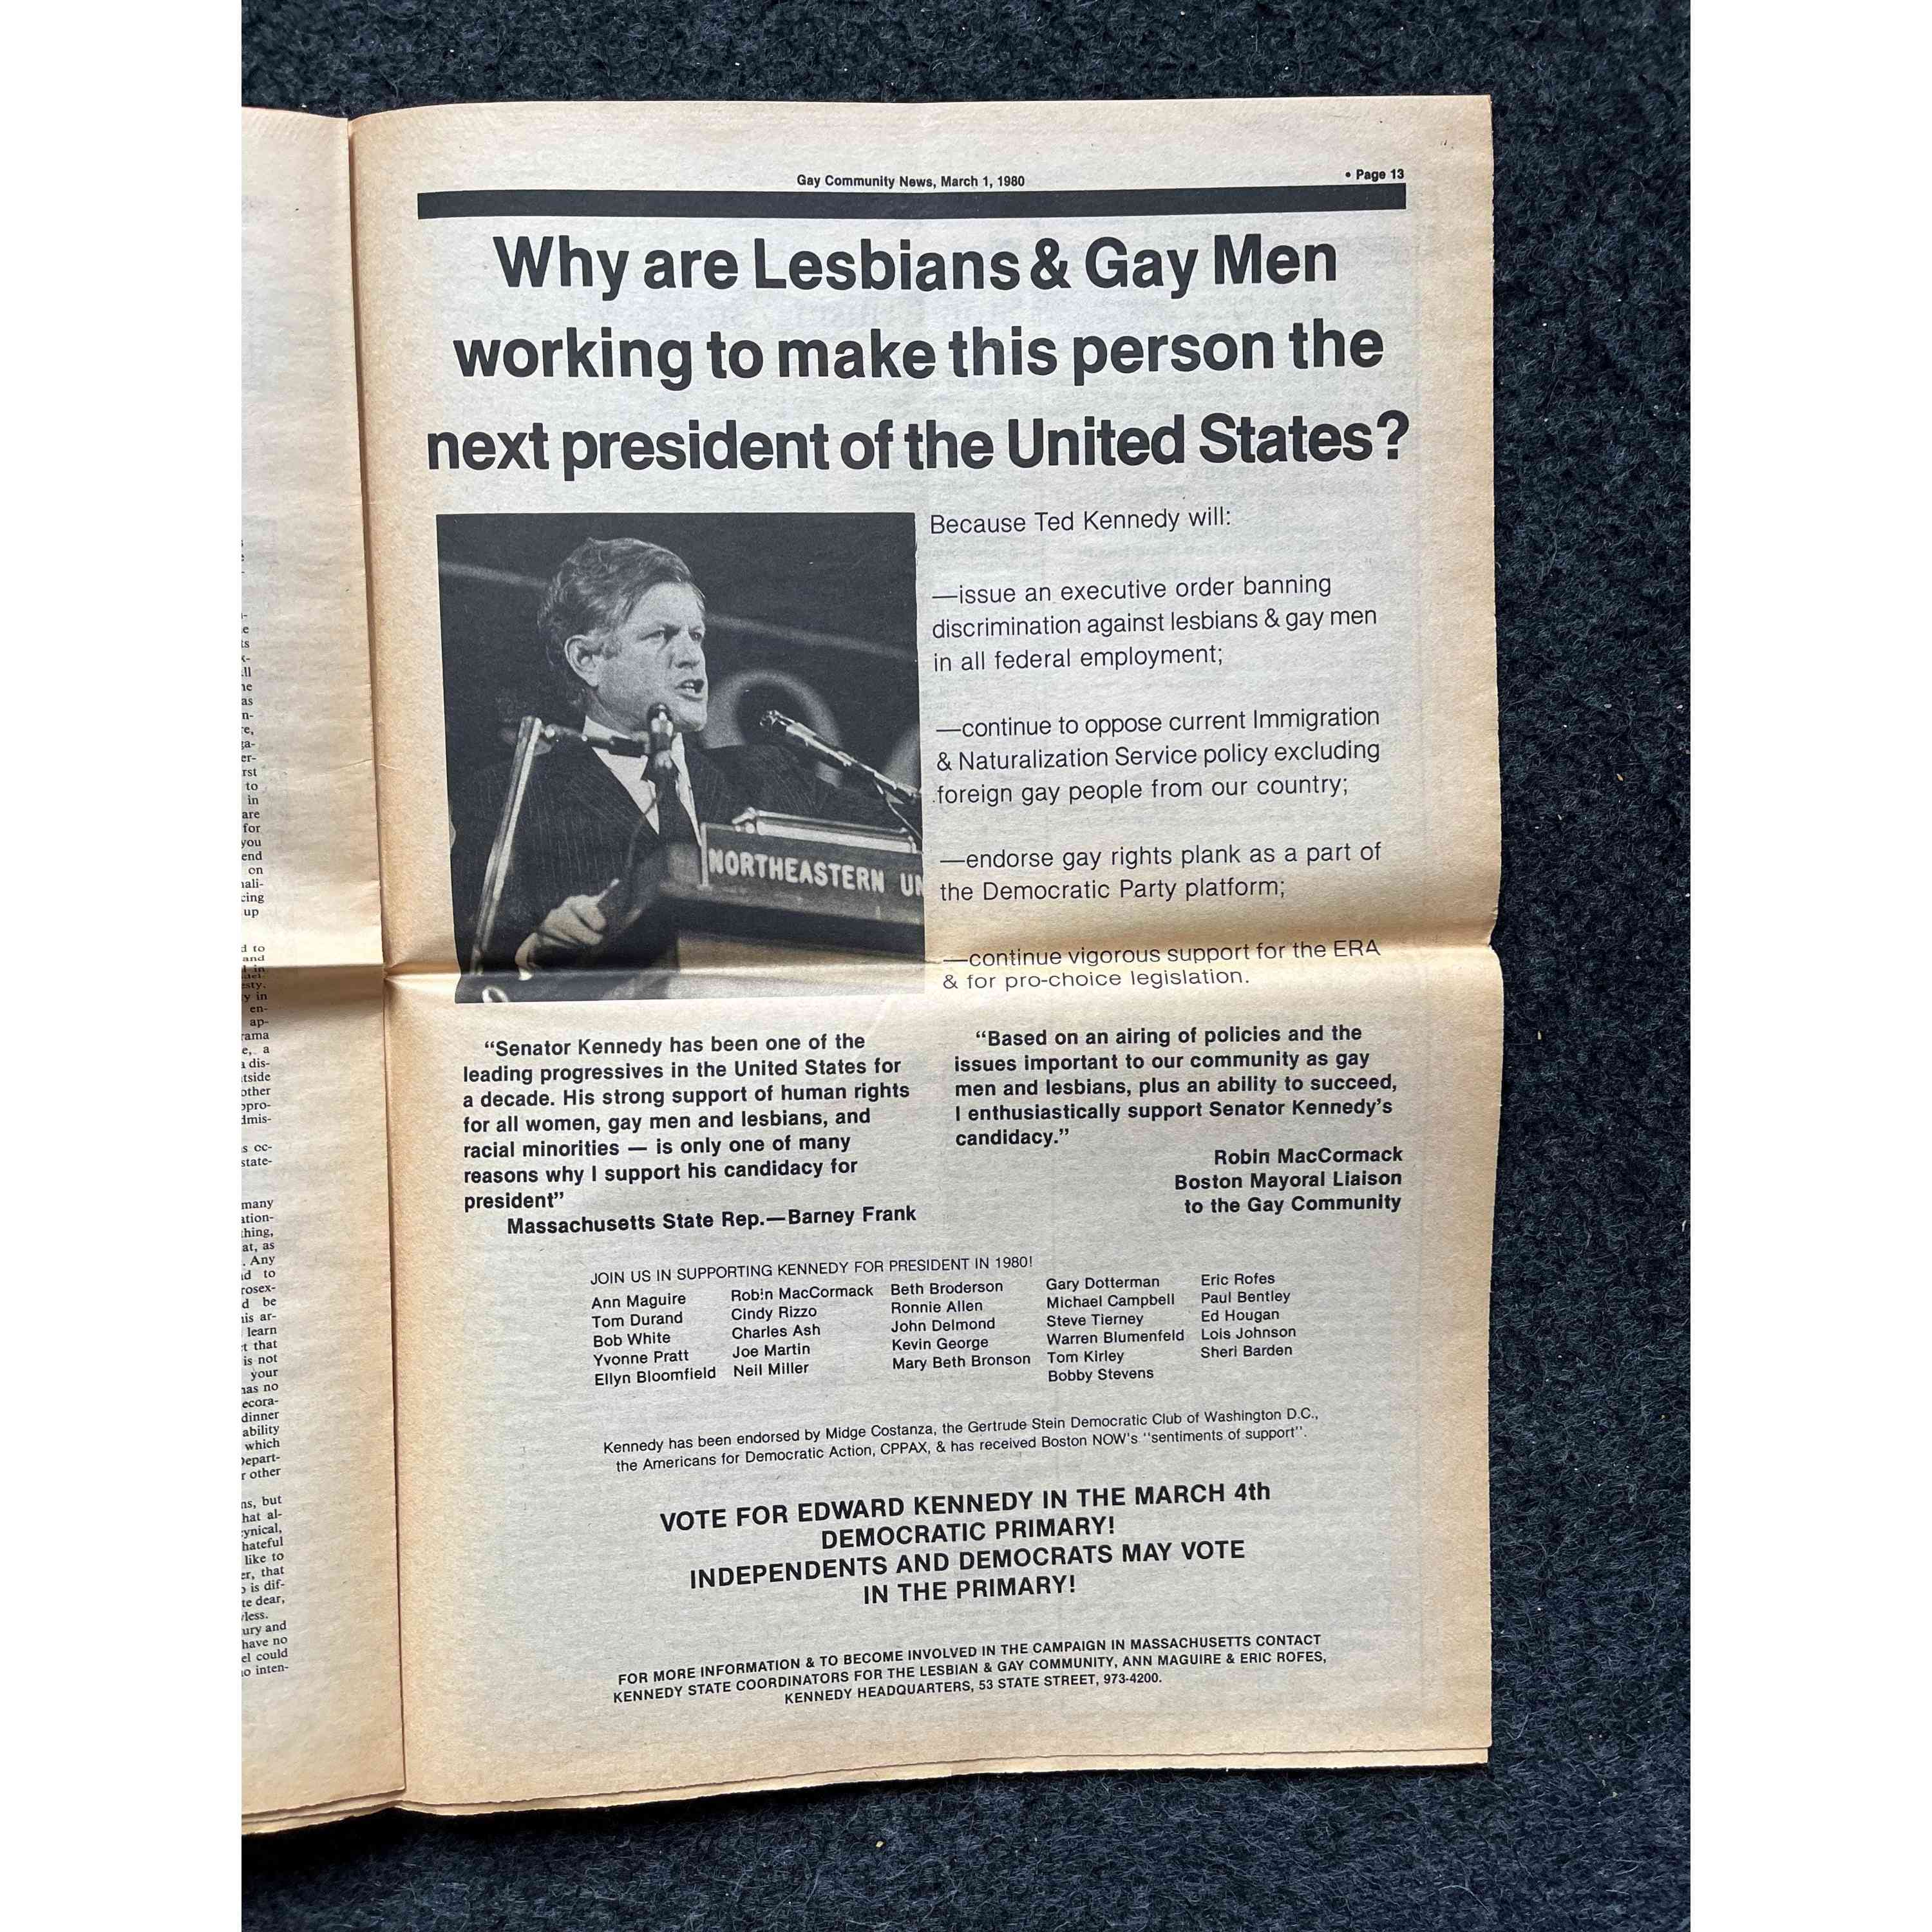 Gay Community News, March 1, 1980
• Page 13
Why are Lesbians & Gay Men
working to make this person the
next president of the United States?
NORTHEASTERN UN
Because Ted Kennedy will:
—issue an executive order banning
discrimination against lesbians & gay men
in all federal employment;
—continue to oppose current Immigration
& Naturalization Service policy excluding
foreign gay people from our country;
—endorse gay rights plank as a part of
the Democratic Party platform;
—continue vigorous support for the ERA
& for pro-choice legislation.
“Senator Kennedy has been one of the
leading progressives in the United States for
a decade. His strong support of human rights
for all women, gay men and lesbians, and
racial minorities — is only one of many
reasons why I support his candidacy for
president”
Massachusetts State Rep.—Barney Frank
“Based on an airing of policies and the
issues important to our community as gay
men and lesbians, plus an ability to succeed,
I enthusiastically support Senator Kennedy’s
candidacy.”
Robin MacCormack
Boston Mayoral Liaison
to the Gay Community
JOIN US IN SUPPORTING KENNEDY FOR PRESIDENT IN 1980!
Ann Maguire
Tom Durand
Bob White
Yvonne Pratt
Ellyn Bloomfield
Robin MacCormack
Cindy Rizzo
Charles Ash
Joe Martin
Neil Miller
Beth Broderson
Ronnie Allen
John Delmond
Kevin George
Mary Beth Bronson
Gary Dotterman
Michael Campbell
Steve Tierney
Warren Blumenfeld
Tom Kirley
Bobby Stevens
Eric Rofes
Paul Bentley
Ed Hougan
Lois Johnson
Sheri Barden
Kennedy has been endorsed by Midge Costanza, the Gertrude Stein Democratic Club of Washington D.C.,
the Americans for Democratic Action, CPPAX, & has received Boston NOW's "sentiments of support".
VOTE FOR EDWARD KENNEDY IN THE MARCH 4th
DEMOCRATIC PRIMARY!
INDEPENDENTS AND DEMOCRATS MAY VOTE
IN THE PRIMARY!
FOR MORE INFORMATION & TO BECOME INVOLVED IN THE CAMPAIGN IN MASSACHUSETTS CONTACT
KENNEDY STATE COORDINATORS FOR THE LESBIAN & GAY COMMUNITY, ANN MAGUIRE & ERIC ROFES,
KENNEDY HEADQUARTERS, 53 STATE STREET, 973-4200.